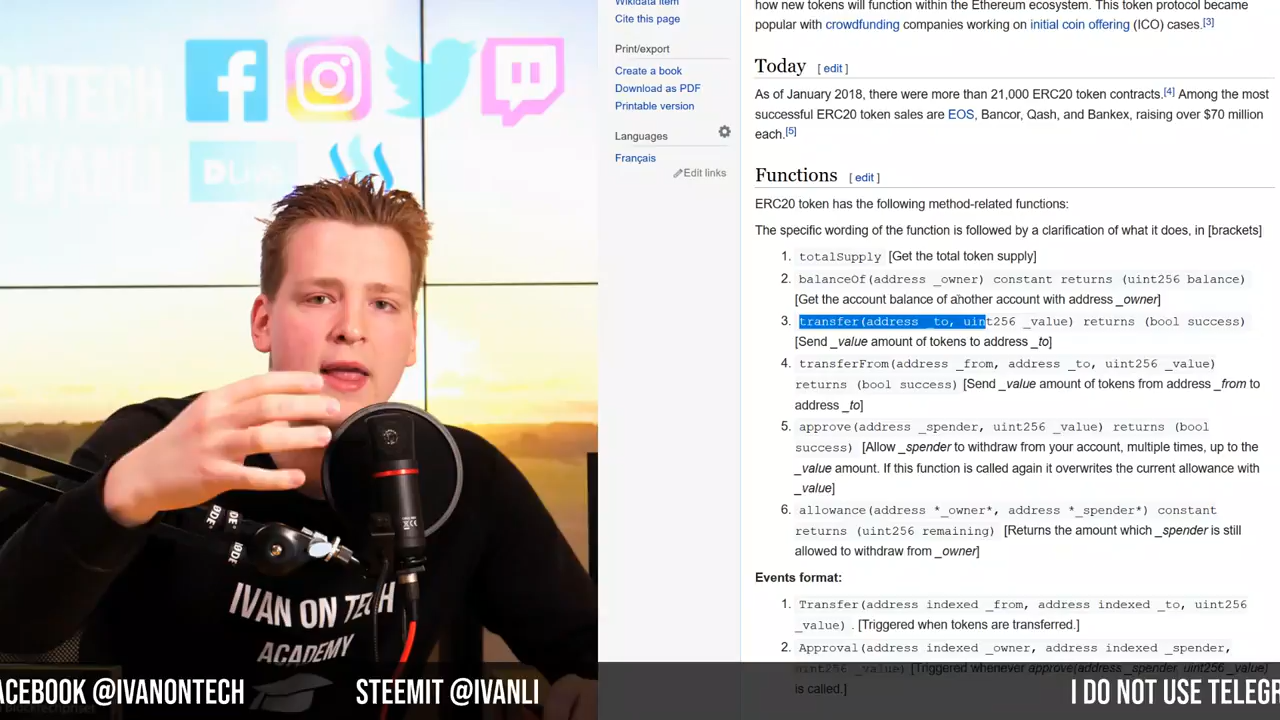 Wikidata item
Cite this page
Print/export
Create a book
Download as PDF
Printable version
Languages
Français
Edit links
how new tokens will function within the Ethereum ecosystem. This token protocol became
popular with crowdfunding companies working on initial coin offering (ICO) cases.[3]
Today [ edit ]
As of January 2018, there were more than 21,000 ERC20 token contracts.[4] Among the most
successful ERC20 token sales are EOS, Bancor, Qash, and Bankex, raising over $70 million
each.[5]
Functions [ edit ]
ERC20 token has the following method-related functions:
The specific wording of the function is followed by a clarification of what it does, in [brackets]
1. totalSupply [Get the total token supply]
2. balanceOf(address _owner) constant returns (uint256 balance)
[Get the account balance of another account with address _owner]
3. transfer(address _to, uint256 _value) returns (bool success)
[Send _value amount of tokens to address _to]
4. transferFrom(address _from, address _to, uint256 _value)
returns (bool success) [Send _value amount of tokens from address _from to
address _to]
5. approve(address _spender, uint256 _value) returns (bool
success) [Allow _spender to withdraw from your account, multiple times, up to the
_value amount. If this function is called again it overwrites the current allowance with
_value]
6. allowance(address *_owner*, address *_spender*) constant
returns (uint256 remaining) [Returns the amount which _spender is still
allowed to withdraw from _owner]
Events format:
1. Transfer(address indexed _from, address indexed _to, uint256
_value) . [Triggered when tokens are transferred.]
2. Approval(address indexed _owner, address indexed _spender,
uint256 _value) [Triggered whenever approve(address _spender, uint256 _value)
is called.]
IVAN ON TECH
ACADEMY
ACEBOOK @IVANONTECH
STEEMIT @IVANLI
I DO NOT USE TELEGR